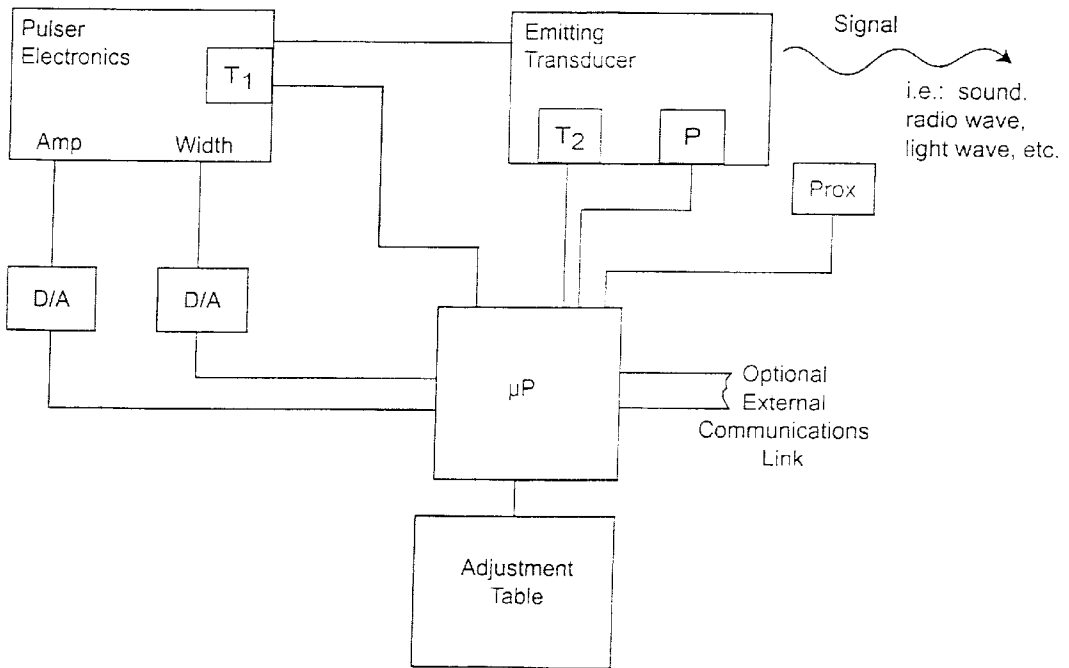 Pulser
Electronics
T1
Amp
Width
Emitting
Transducer
T2
P
Signal
i.e.: sound.
radio wave,
light wave, etc.
Prox
D/A
D/A
µP
Optional
External
Communications
Link
Adjustment
Table